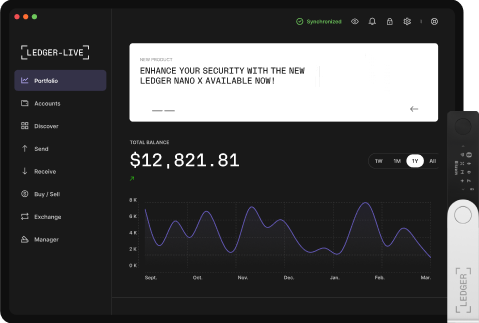 Synchronized
LEDGER-LIVE
Portfolio
Accounts
Discover
Send
Receive
Buy / Sell
Exchange
Manager
NEW PRODUCT
ENHANCE YOUR SECURITY WITH THE NEW
LEDGER NANO X AVAILABLE NOW!
TOTAL BALANCE
$12,821.81
1W 1M 1Y All
8 K
6 K
4 K
2 K
0 K
Sept. Oct. Nov. Dec. Jan. Feb. Mar.
Bitcoin
LEDGER